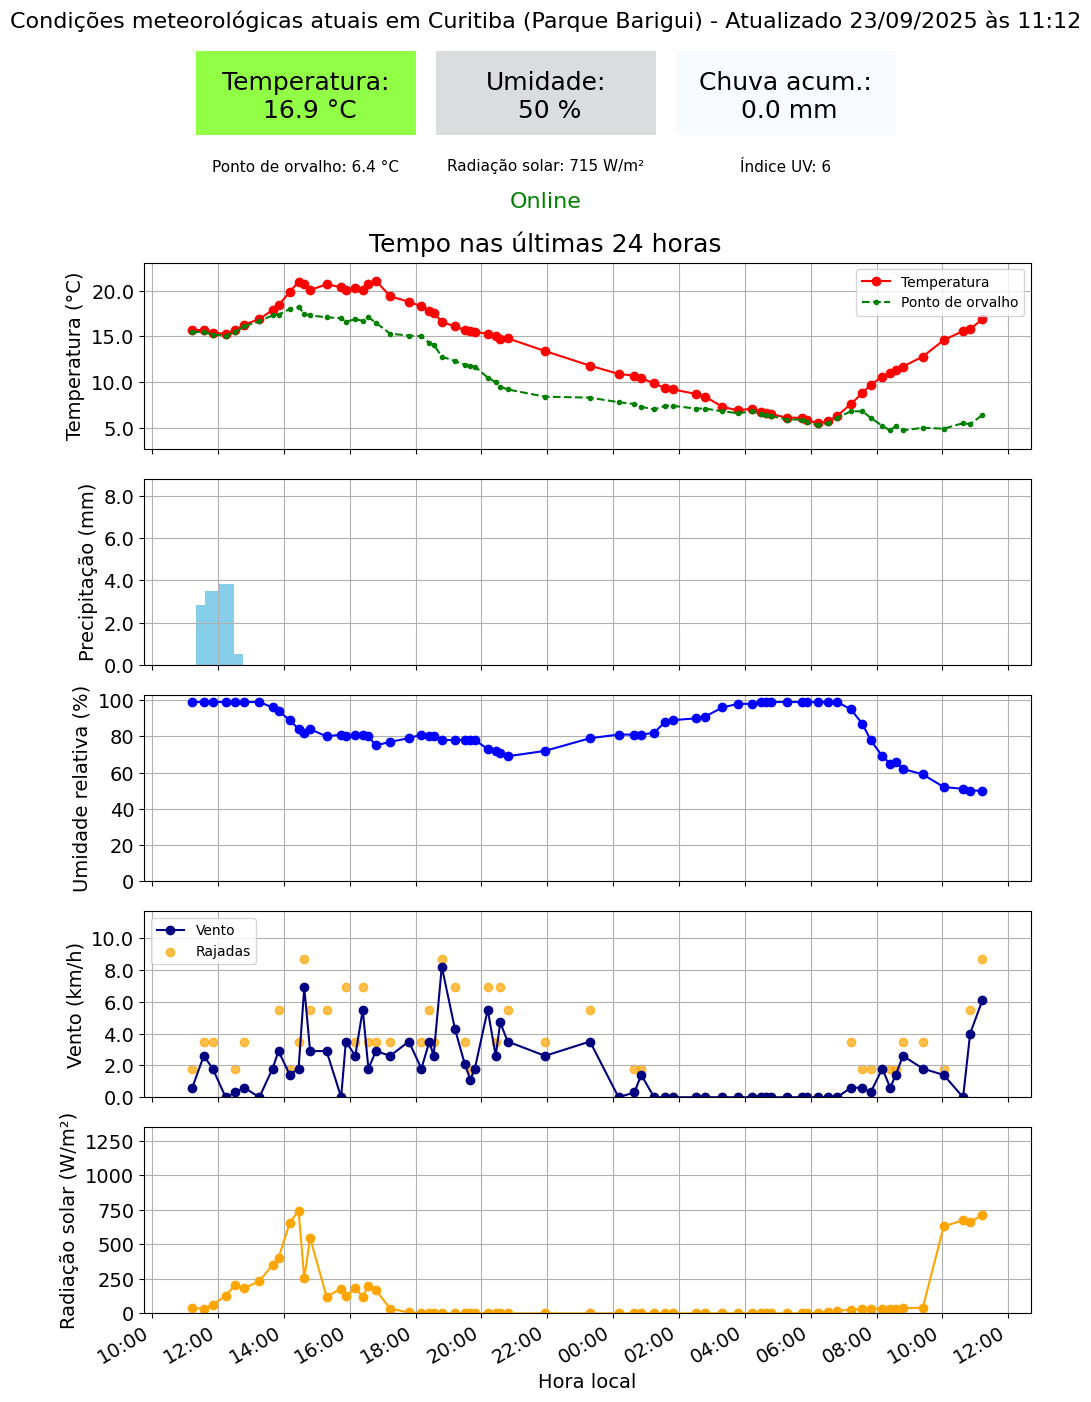 Condições meteorológicas atuais em Curitiba (Parque Barigui) - Atualizado 23/09/2025 às 11:12
Temperatura:
16.9 °C
Umidade:
50 %
Chuva acum.:
0.0 mm
Ponto de orvalho: 6.4 °C
Radiação solar: 715 W/m²
Índice UV: 6
Online
Tempo nas últimas 24 horas
Temperatura (°C)
20.0
15.0
10.0
5.0
Temperatura
Ponto de orvalho
Precipitação (mm)
8.0
6.0
4.0
2.0
0.0
Umidade relativa (%)
100
80
60
40
20
0
Vento (km/h)
10.0
8.0
6.0
4.0
2.0
0.0
Vento
Rajadas
Radiação solar (W/m²)
1250
1000
750
500
250
0
10:00 12:00 14:00 16:00 18:00 20:00 22:00 00:00 02:00 04:00 06:00 08:00 10:00 12:00
Hora local